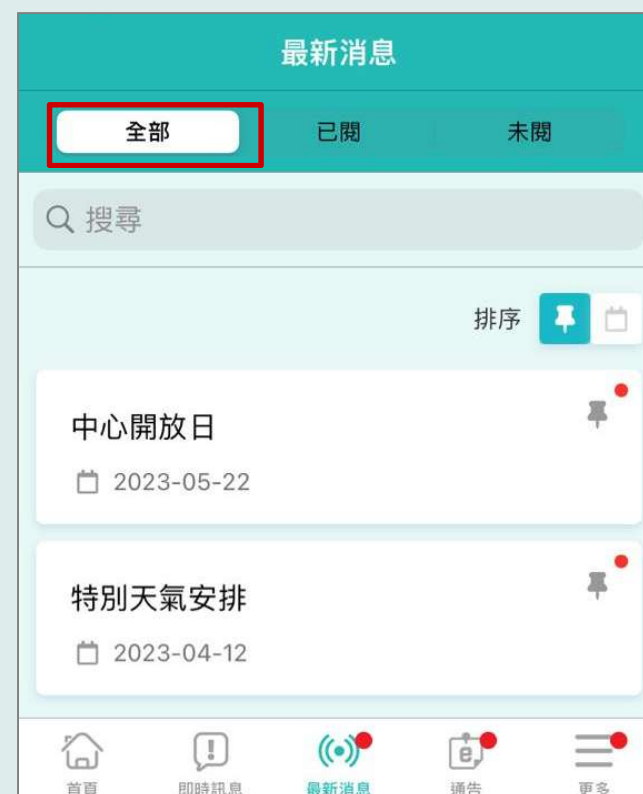 最新消息
全部 已閱 未閱
搜尋
排序
中心開放日
2023-05-22
特別天氣安排
2023-04-12
首頁 即時訊息 最新消息 通告 更多